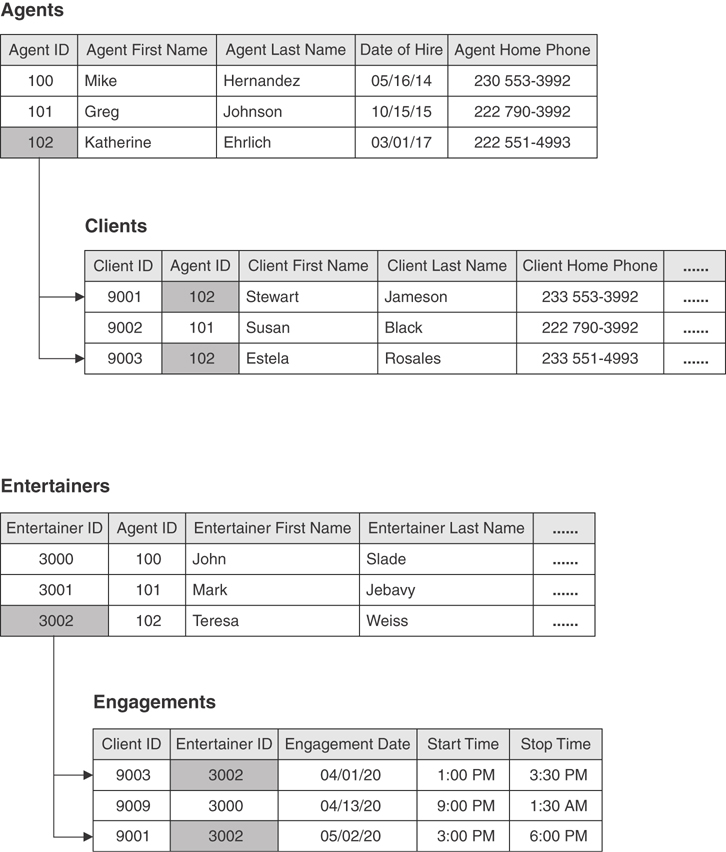 Agents
Agent ID Agent First Name Agent Last Name Date of Hire Agent Home Phone
100 Mike Hernandez 05/16/14 230 553-3992
101 Greg Johnson 10/15/15 222 790-3992
102 Katherine Ehrlich 03/01/17 222 551-4993
Clients
Client ID Agent ID Client First Name Client Last Name Client Home Phone ......
9001 102 Stewart Jameson 233 553-3992 ......
9002 101 Susan Black 222 790-3992 ......
9003 102 Estela Rosales 233 551-4993 ......
Entertainers
Entertainer ID Agent ID Entertainer First Name Entertainer Last Name ......
3000 100 John Slade ......
3001 101 Mark Jebavy ......
3002 102 Teresa Weiss ......
Engagements
Client ID Entertainer ID Engagement Date Start Time Stop Time
9003 3002 04/01/20 1:00 PM 3:30 PM
9009 3000 04/13/20 9:00 PM 1:30 AM
9001 3002 05/02/20 3:00 PM 6:00 PM